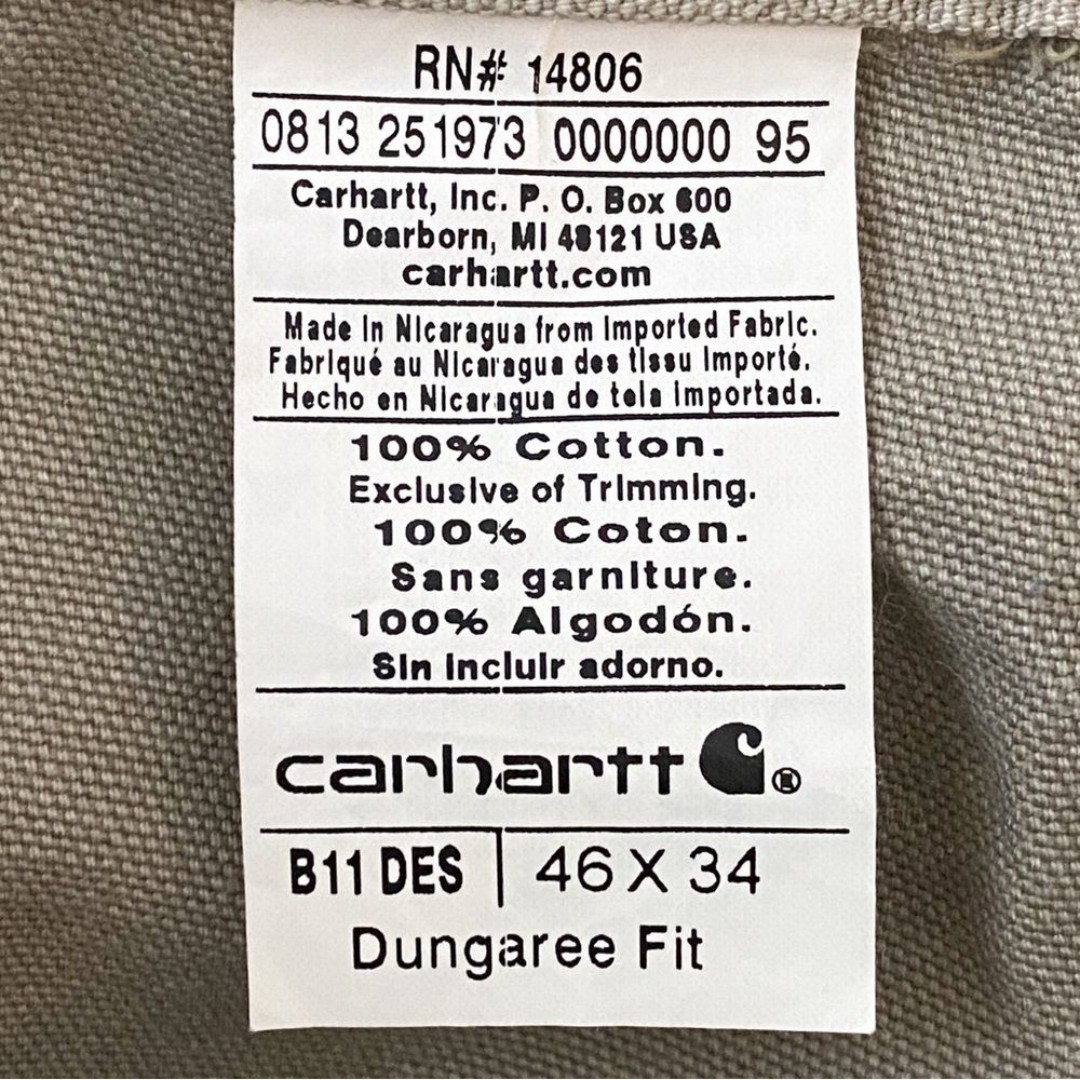 RN# 14806
0813 251973 0000000 95
Carhartt, Inc. P. O. Box 600
Dearborn, MI 48121 USA
carhartt.com
Made In Nicaragua from Imported Fabric.
Fabriqué au Nicaragua des tissu Importé.
Hecho en Nicaragua de tela Importada.
100% Cotton.
Exclusive of Trimming.
100% Coton.
Sans garniture.
100% Algodón.
Sin Incluir adorno.
carhartt ®
B11 DES | 46 X 34
Dungaree Fit